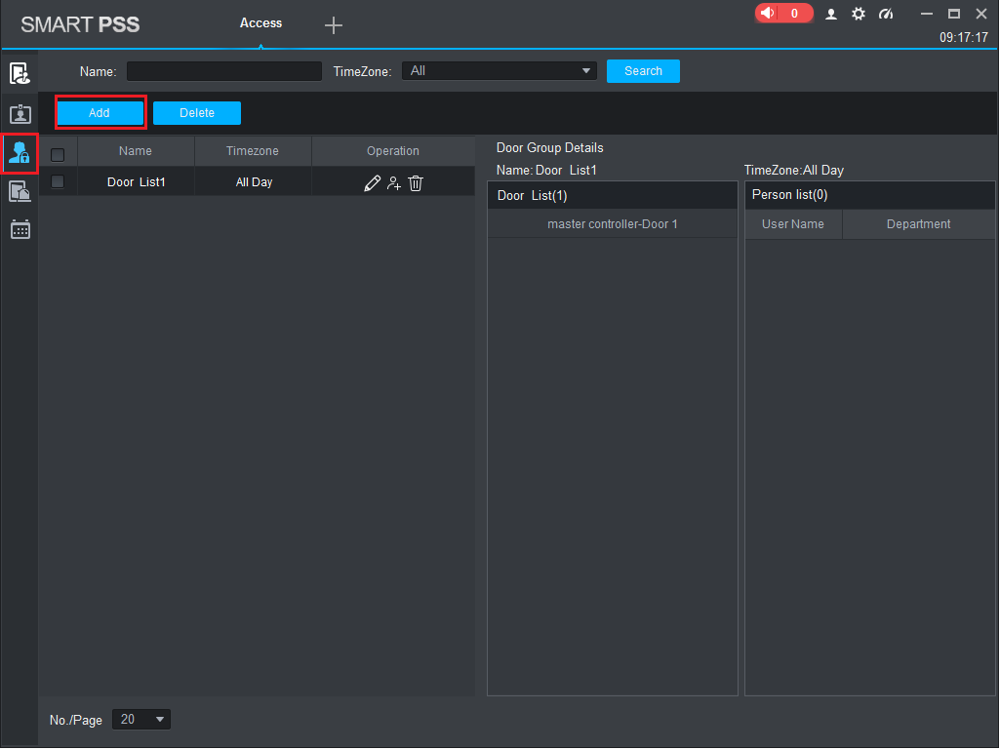 SMART PSS
Access
0
09:17:17
Name:
TimeZone:
All
Search
Add
Delete
Name
Timezone
Operation
Door List1
All Day
Door Group Details
Name: Door List1
TimeZone:All Day
Door List(1)
master controller-Door 1
Person list(0)
User Name
Department
No./Page
20